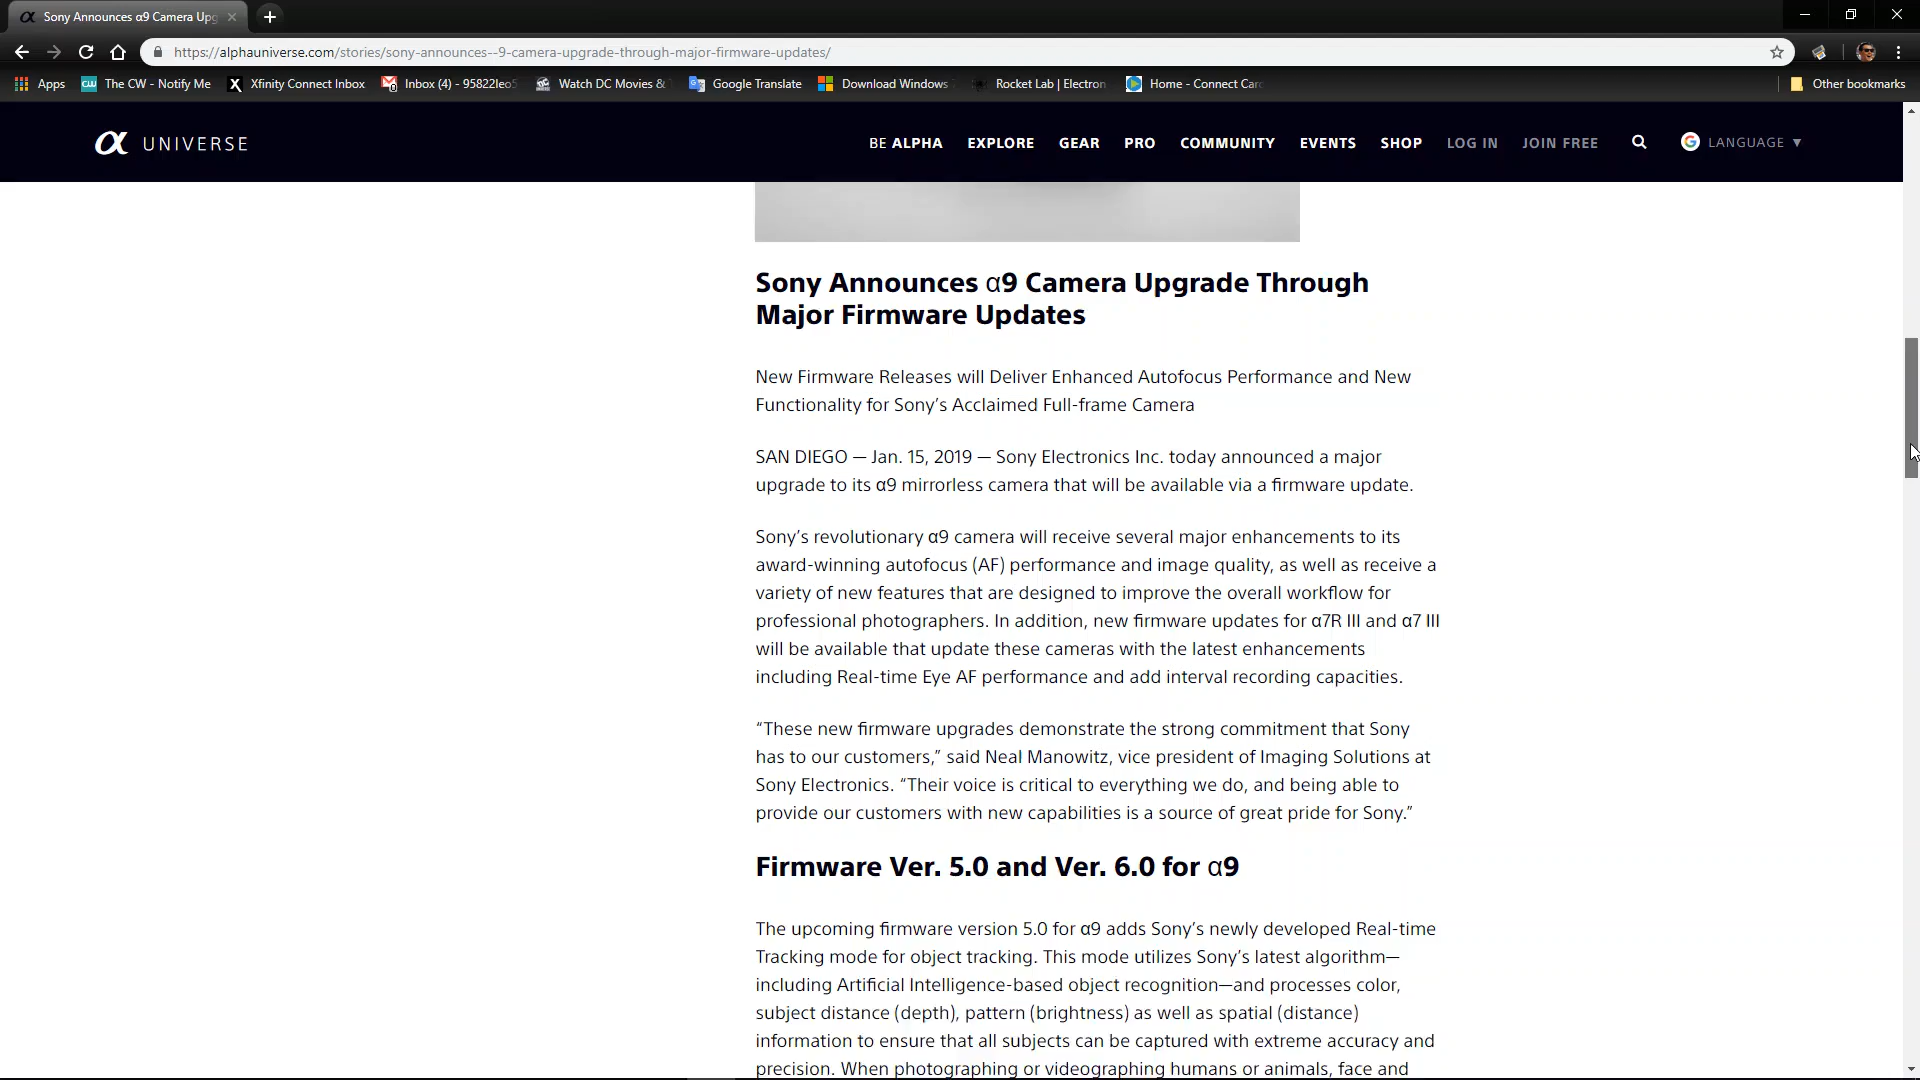 Sony Announces α9 Camera Upg
https://alphauniverse.com/stories/sony-announces--9-camera-upgrade-through-major-firmware-updates/
Apps The CW - Notify Me Xfinity Connect Inbox Inbox (4) - 95822leo Watch DC Movies & Google Translate Download Windows Rocket Lab | Electron Home - Connect Car Other bookmarks
α UNIVERSE BE ALPHA EXPLORE GEAR PRO COMMUNITY EVENTS SHOP LOG IN JOIN FREE LANGUAGE ▼
Sony Announces α9 Camera Upgrade Through
Major Firmware Updates
New Firmware Releases will Deliver Enhanced Autofocus Performance and New
Functionality for Sony’s Acclaimed Full-frame Camera
SAN DIEGO — Jan. 15, 2019 — Sony Electronics Inc. today announced a major
upgrade to its α9 mirrorless camera that will be available via a firmware update.
Sony’s revolutionary α9 camera will receive several major enhancements to its
award-winning autofocus (AF) performance and image quality, as well as receive a
variety of new features that are designed to improve the overall workflow for
professional photographers. In addition, new firmware updates for α7R III and α7 III
will be available that update these cameras with the latest enhancements
including Real-time Eye AF performance and add interval recording capacities.
“These new firmware upgrades demonstrate the strong commitment that Sony
has to our customers,” said Neal Manowitz, vice president of Imaging Solutions at
Sony Electronics. “Their voice is critical to everything we do, and being able to
provide our customers with new capabilities is a source of great pride for Sony.”
Firmware Ver. 5.0 and Ver. 6.0 for α9
The upcoming firmware version 5.0 for α9 adds Sony’s newly developed Real-time
Tracking mode for object tracking. This mode utilizes Sony’s latest algorithm—
including Artificial Intelligence-based object recognition—and processes color,
subject distance (depth), pattern (brightness) as well as spatial (distance)
information to ensure that all subjects can be captured with extreme accuracy and
precision. When photographing or videographing humans or animals, face and